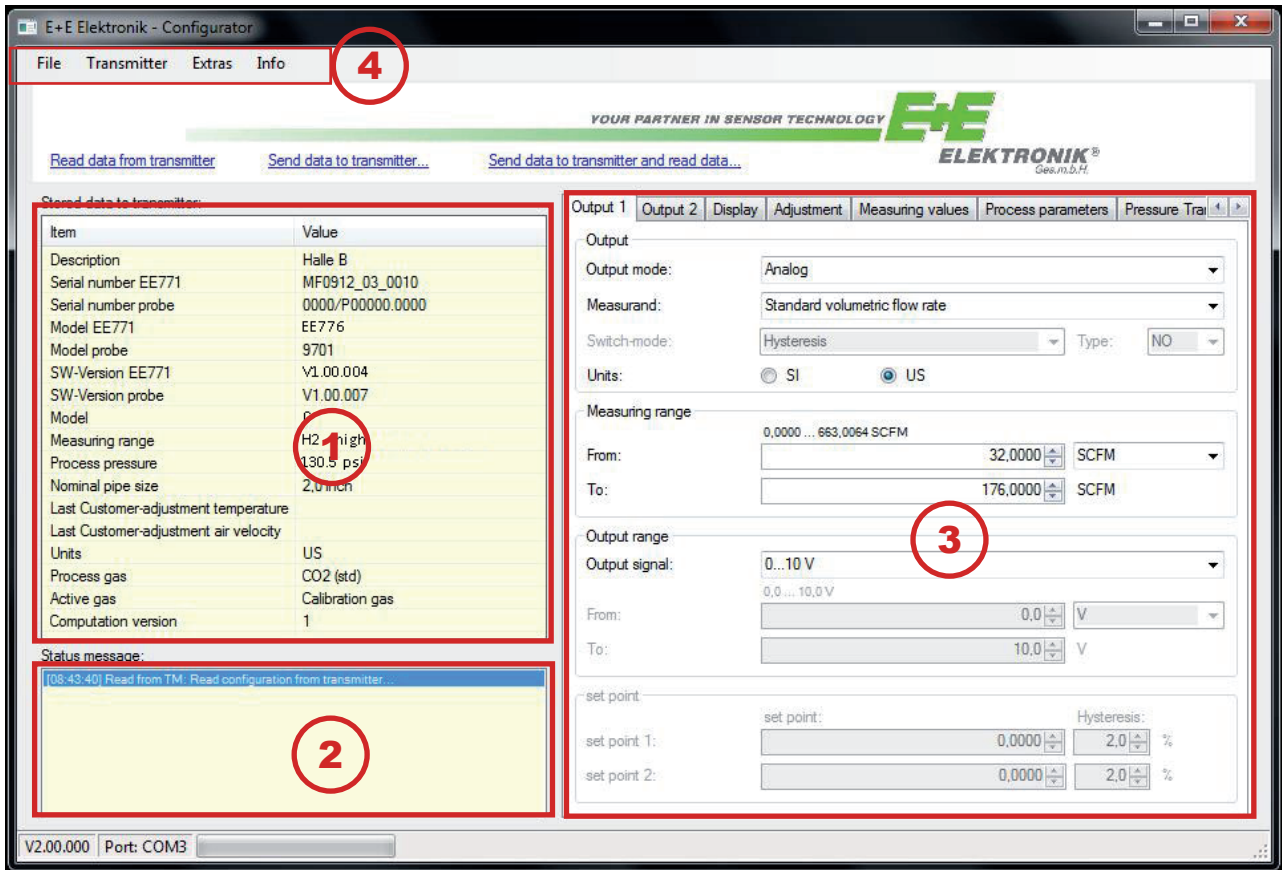 E+E Elektronik - Configurator
File Transmitter Extras Info
4
YOUR PARTNER IN SENSOR TECHNOLOGY
E+E
ELEKTRONIK®
Ges.m.b.H.
Read data from transmitter Send data to transmitter... Send data to transmitter and read data...
Stored data to transmitter:
Item Value
Description Halle B
Serial number EE771 MF0912_03_0010
Serial number probe 0000/P00000.0000
Model EE771 EE776
Model probe 9701
SW-Version EE771 V1.00.004
SW-Version probe V1.00.007
Model
Measuring range H2 high
Process pressure 130.5 psi
Nominal pipe size 2,0 inch
Last Customer-adjustment temperature
Last Customer-adjustment air velocity
Units US
Process gas CO2 (std)
Active gas Calibration gas
Computation version 1
1
Status message:
[08:43:40] Read from TM: Read configuration from transmitter...
2
Output 1 Output 2 Display Adjustment Measuring values Process parameters Pressure Tra
Output
Output mode: Analog
Measurand: Standard volumetric flow rate
Switch-mode: Hysteresis Type: NO
Units: SI US
Measuring range
0,0000 ... 663,0064 SCFM
From: 32,0000 SCFM
To: 176,0000 SCFM
3
Output range
Output signal: 0...10 V
0,0 ... 10,0 V
From: 0,0 V
To: 10,0 V
set point
set point: Hysteresis:
set point 1: 0,0000 2,0 %
set point 2: 0,0000 2,0 %
V2.00.000 Port: COM3